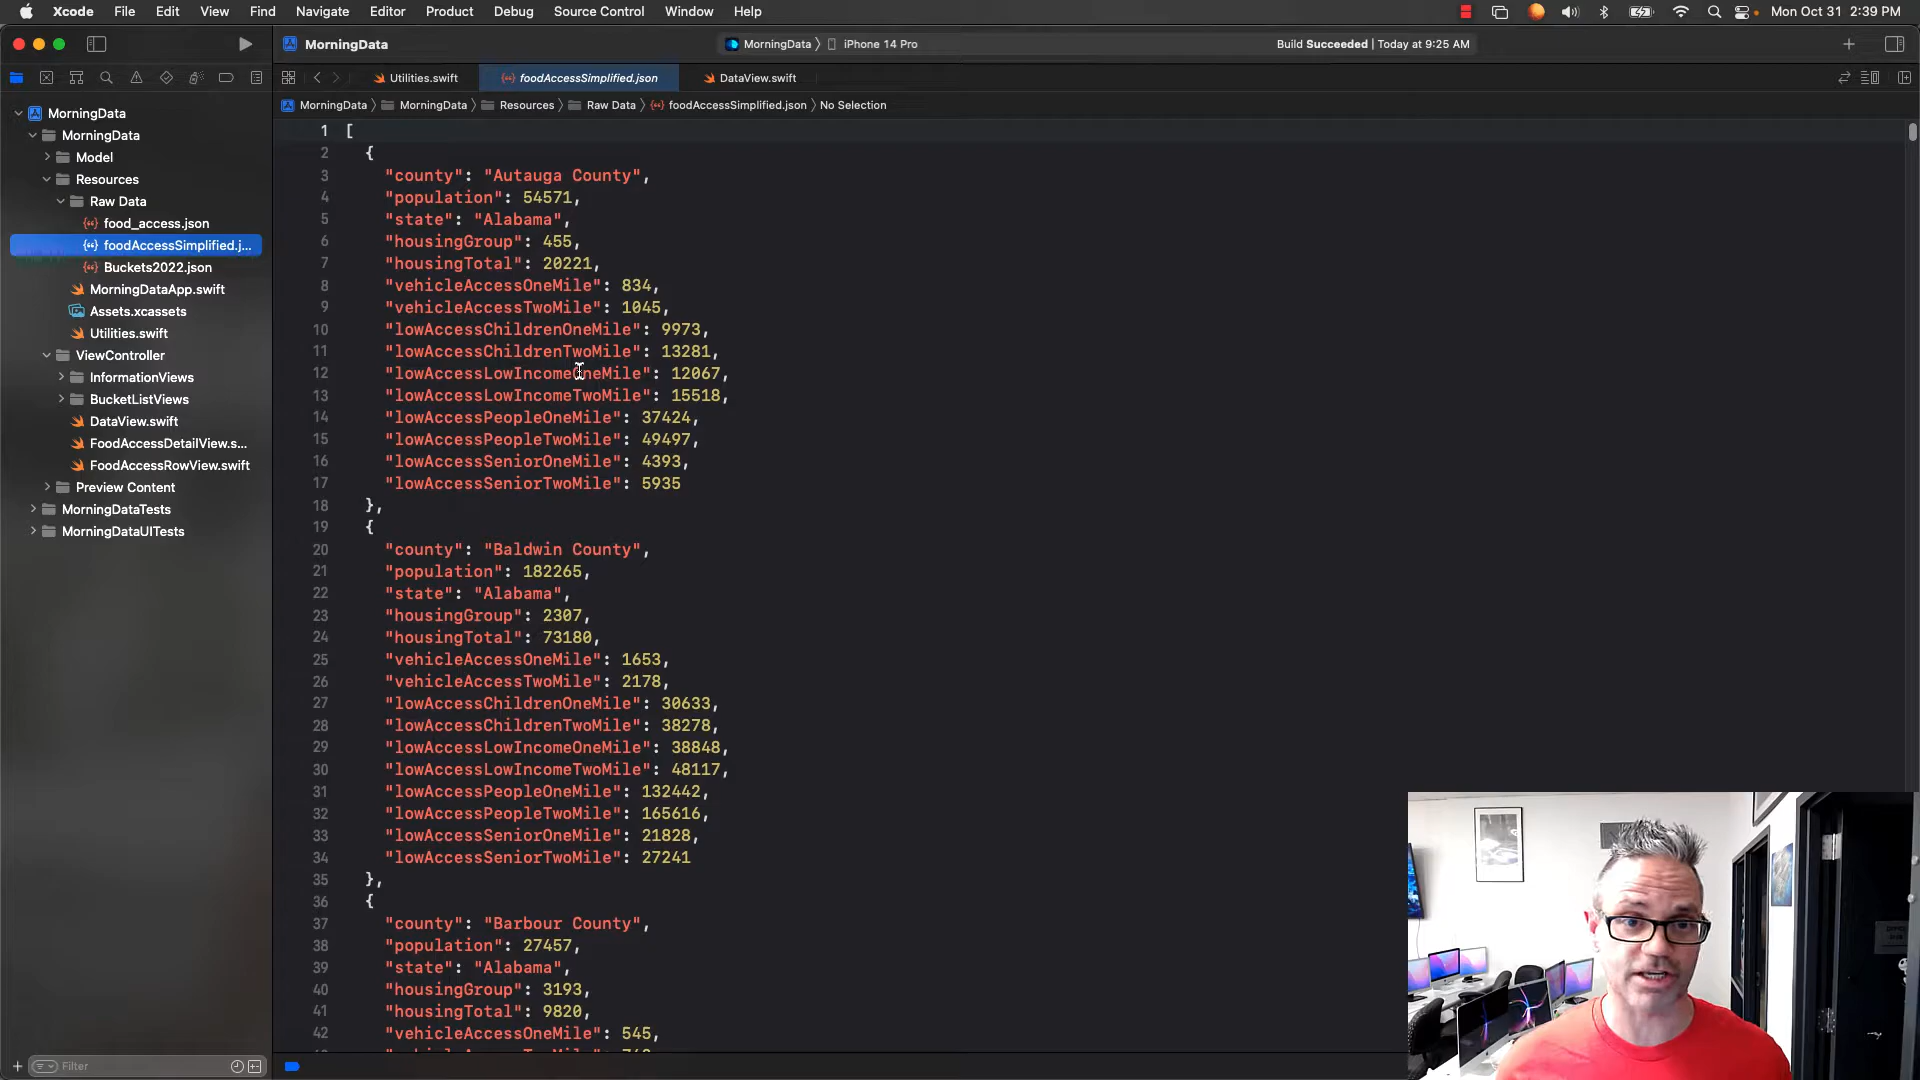 Xcode File Edit View Find Navigate Editor Product Debug Source Control Window Help Mon Oct 31 2:39 PM
MorningData MorningData 〉 iPhone 14 Pro Build Succeeded | Today at 9:25 AM
Utilities.swift foodAccessSimplified.json DataView.swift
MorningData 〉 MorningData 〉 Resources 〉 Raw Data 〉 foodAccessSimplified.json 〉 No Selection
MorningData
MorningData
Model
Resources
Raw Data
food_access.json
foodAccessSimplified.j...
Buckets2022.json
MorningDataApp.swift
Assets.xcassets
Utilities.swift
ViewController
InformationViews
BucketListViews
DataView.swift
FoodAccessDetailView.s...
FoodAccessRowView.swift
Preview Content
MorningDataTests
MorningDataUITests
Filter
1 [
2 {
3 "county": "Autauga County",
4 "population": 54571,
5 "state": "Alabama",
6 "housingGroup": 455,
7 "housingTotal": 20221,
8 "vehicleAccessOneMile": 834,
9 "vehicleAccessTwoMile": 1045,
10 "lowAccessChildrenOneMile": 9973,
11 "lowAccessChildrenTwoMile": 13281,
12 "lowAccessLowIncomeOneMile": 12067,
13 "lowAccessLowIncomeTwoMile": 15518,
14 "lowAccessPeopleOneMile": 37424,
15 "lowAccessPeopleTwoMile": 49497,
16 "lowAccessSeniorOneMile": 4393,
17 "lowAccessSeniorTwoMile": 5935
18 },
19 {
20 "county": "Baldwin County",
21 "population": 182265,
22 "state": "Alabama",
23 "housingGroup": 2307,
24 "housingTotal": 73180,
25 "vehicleAccessOneMile": 1653,
26 "vehicleAccessTwoMile": 2178,
27 "lowAccessChildrenOneMile": 30633,
28 "lowAccessChildrenTwoMile": 38278,
29 "lowAccessLowIncomeOneMile": 38848,
30 "lowAccessLowIncomeTwoMile": 48117,
31 "lowAccessPeopleOneMile": 132442,
32 "lowAccessPeopleTwoMile": 165616,
33 "lowAccessSeniorOneMile": 21828,
34 "lowAccessSeniorTwoMile": 27241
35 },
36 {
37 "county": "Barbour County",
38 "population": 27457,
39 "state": "Alabama",
40 "housingGroup": 3193,
41 "housingTotal": 9820,
42 "vehicleAccessOneMile": 545,